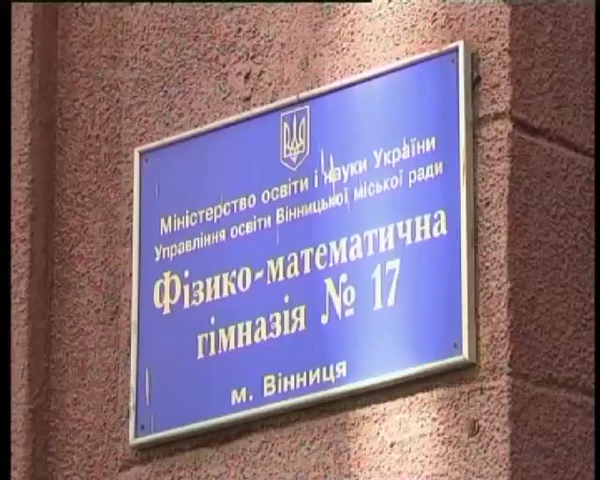 Міністерство освіти і науки України
Управління освіти Вінницької міської ради
Фізико-математична
гімназія № 17
м. Вінниця